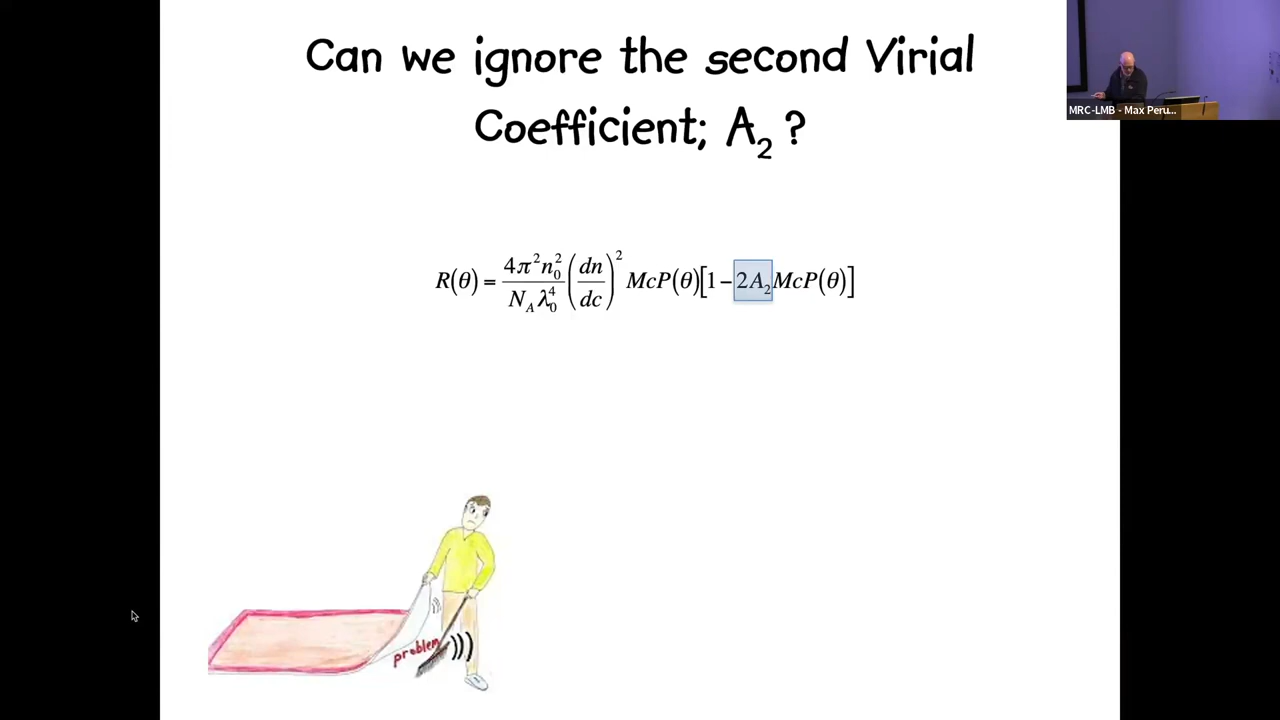 Can we ignore the second Virial
Coefficient; A₂ ?
MRC-LMB - Max Peru...
R(θ) = 4π²n₀²/N_Aλ₀⁴ (dn/dc)² McP(θ)[1 − 2A₂McP(θ)]
problem